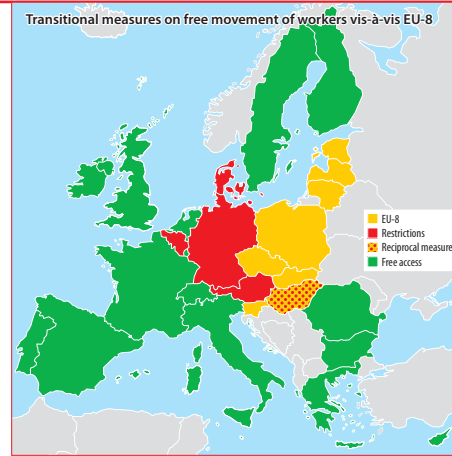 Transitional measures on free movement of workers vis-à-vis EU-8
EU-8
Restrictions
Reciprocal measure
Free access